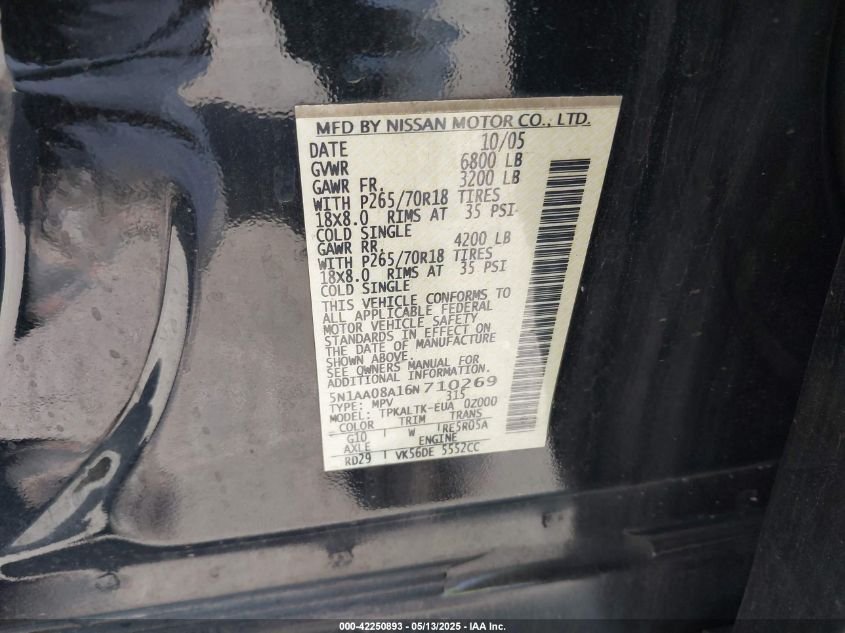 MFD BY NISSAN MOTOR CO., LTD.
DATE 10/05
GVWR 6800 LB
GAWR FR. 3200 LB
WITH P265/70R18 TIRES
18X8.0 RIMS AT 35 PSI
COLD SINGLE
GAWR RR. 4200 LB
WITH P265/70R18 TIRES
18X8.0 RIMS AT 35 PSI
COLD SINGLE
THIS VEHICLE CONFORMS TO
ALL APPLICABLE FEDERAL
MOTOR VEHICLE SAFETY
STANDARDS IN EFFECT ON
THE DATE OF MANUFACTURE
SHOWN ABOVE.
SEE OWNERS MANUAL FOR
ADDITIONAL INFORMATION.
5N1AA08A16N710269
TYPE: MPV 315
MODEL: TPKALTK-EUA 02000
COLOR TRIM TRANS
G10 W RE5R05A
AXLE ENGINE
RD29 VK56DE 5552CC
000-42250893 / 05/13/2025 - IAA Inc.